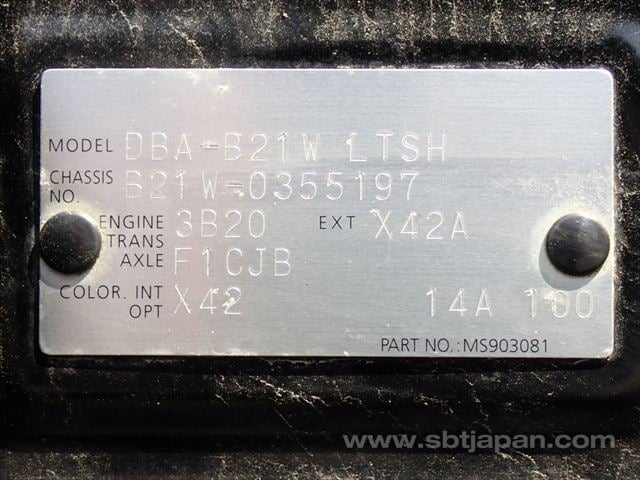 MODEL DBA-B21W LTSH
CHASSIS NO. B21W-0355197
ENGINE 3B20 EXT X42A
TRANS AXLE F1CJB
COLOR. INT OPT X42 14A 100
PART NO.:MS903081
www.sbtjapan.com